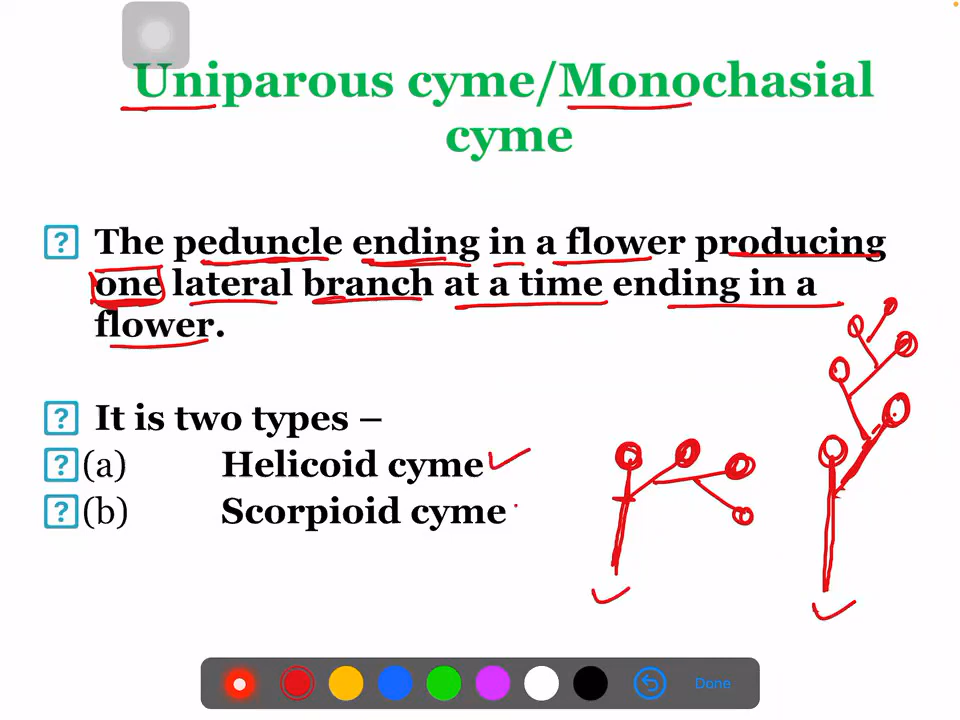 Uniparous cyme/Monochasial
cyme
? The peduncle ending in a flower producing
one lateral branch at a time ending in a
flower.
? It is two types –
? (a) Helicoid cyme
? (b) Scorpioid cyme
Done